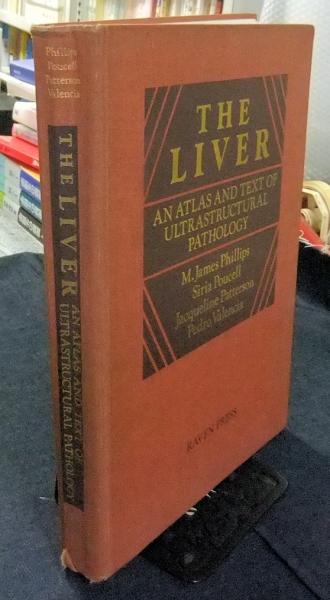 Phillips
Poucell
Patterson
Valencia
THE LIVER
AN ATLAS AND TEXT OF
ULTRASTRUCTURAL PATHOLOGY
THE
LIVER
AN ATLAS AND TEXT OF
ULTRASTRUCTURAL
PATHOLOGY
M. James Phillips
Siria Poucell
Jacqueline Patterson
Pedro Valencia
RAVEN PRESS